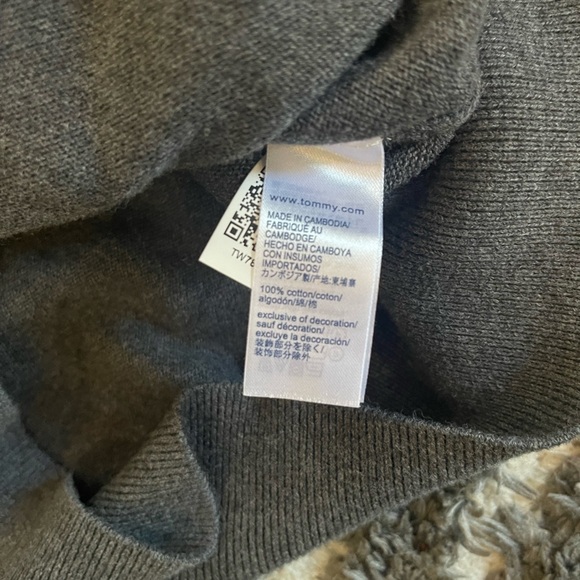 www.tommy.com
MADE IN CAMBODIA/
FABRIQUÉ AU
CAMBODGE/
HECHO EN CAMBOYA
CON INSUMOS
IMPORTADOS/
カンボジア製/产地:柬埔寨
100% cotton/coton/
algodón/綿/棉
exclusive of decoration/
sauf décoration/
excluye la decoración/
装飾部分を除く/
装饰部分除外
TW78